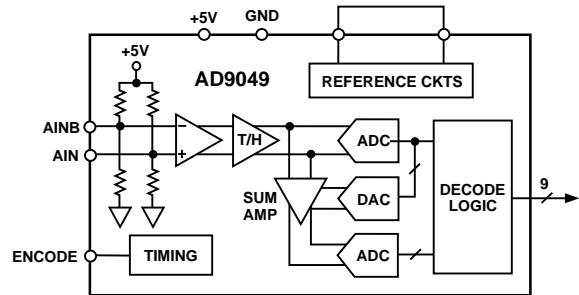 +5V
GND
+5V
AD9049
REFERENCE CKTS
AINB
AIN
−
+
T/H
ADC
SUM
AMP
DAC
ADC
DECODE
LOGIC
9
ENCODE
TIMING